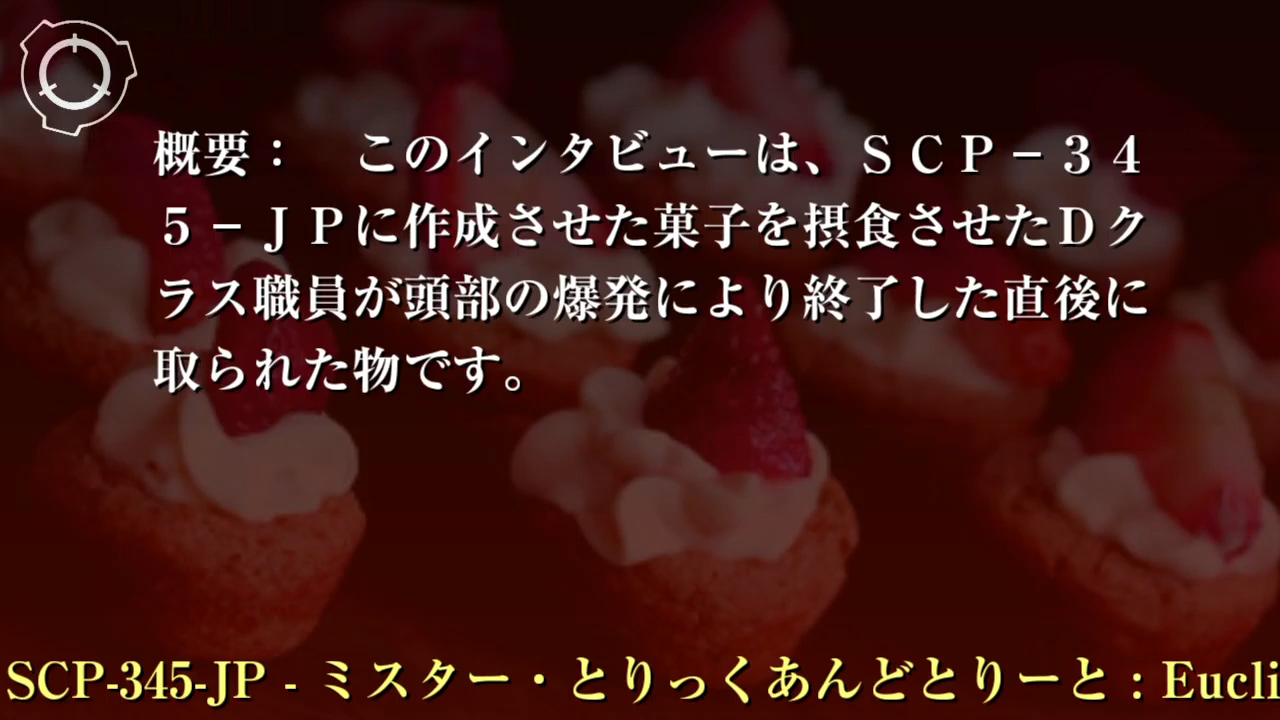 概要：　このインタビューは、ＳＣＰ－３４
５－ＪＰに作成させた菓子を摂食させたＤク
ラス職員が頭部の爆発により終了した直後に
取られた物です。
SCP-345-JP - ミスター・とりっくあんどとりーと : Eucli